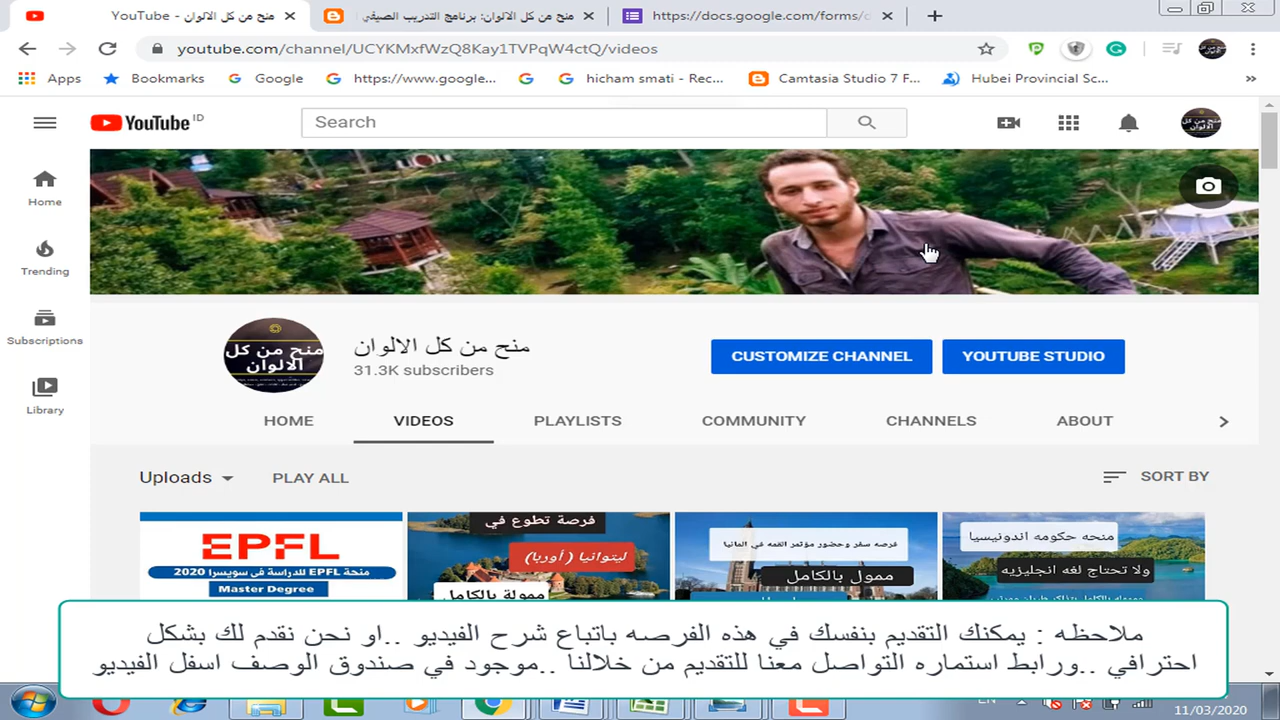 YouTube - منح من كل الالوان
منح من كل الالوان: برنامج التدريب الصيفي
https://docs.google.com/forms/
youtube.com/channel/UCYKMxfWzQ8Kay1TVPqW4ctQ/videos
Apps
Bookmarks
Google
https://www.google...
hicham smati - Rec...
Camtasia Studio 7 F...
Hubei Provincial Sc...
YouTube ID
Search
Home
Trending
Subscriptions
Library
منح من كل
الالوان
منح من كل الالوان
31.3K subscribers
CUSTOMIZE CHANNEL
YOUTUBE STUDIO
HOME
VIDEOS
PLAYLISTS
COMMUNITY
CHANNELS
ABOUT
Uploads
PLAY ALL
SORT BY
EPFL
منحة EPFL للدراسة في سويسرا 2020
Master Degree
فرصة تطوع في
ليتوانيا ( أوربا)
ممولة بالكامل
فرصه سفر وحضور مؤتمر القمه في المانيا
ممول بالكامل
منحه حكومه اندونيسيا
ولا تحتاج لغه انجليزيه
ملاحظه : يمكنك التقديم بنفسك في هذه الفرصه باتباع شرح الفيديو ..او نحن نقدم لك بشكل
احترافي ..ورابط استماره التواصل معنا للتقديم من خلالنا ..موجود في صندوق الوصف اسفل الفيديو
EN
11/03/2020